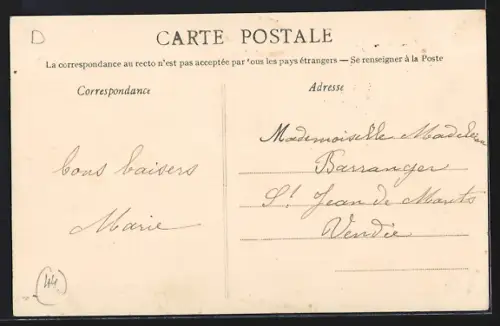 D
CARTE POSTALE
La correspondance au recto n'est pas acceptée par tous les pays étrangers — Se renseigner à la Poste
Correspondance
Adresse
Mademoiselle Madeleine
Barranger
St Jean de Monts
Vendée
bons baisers
Marie
44